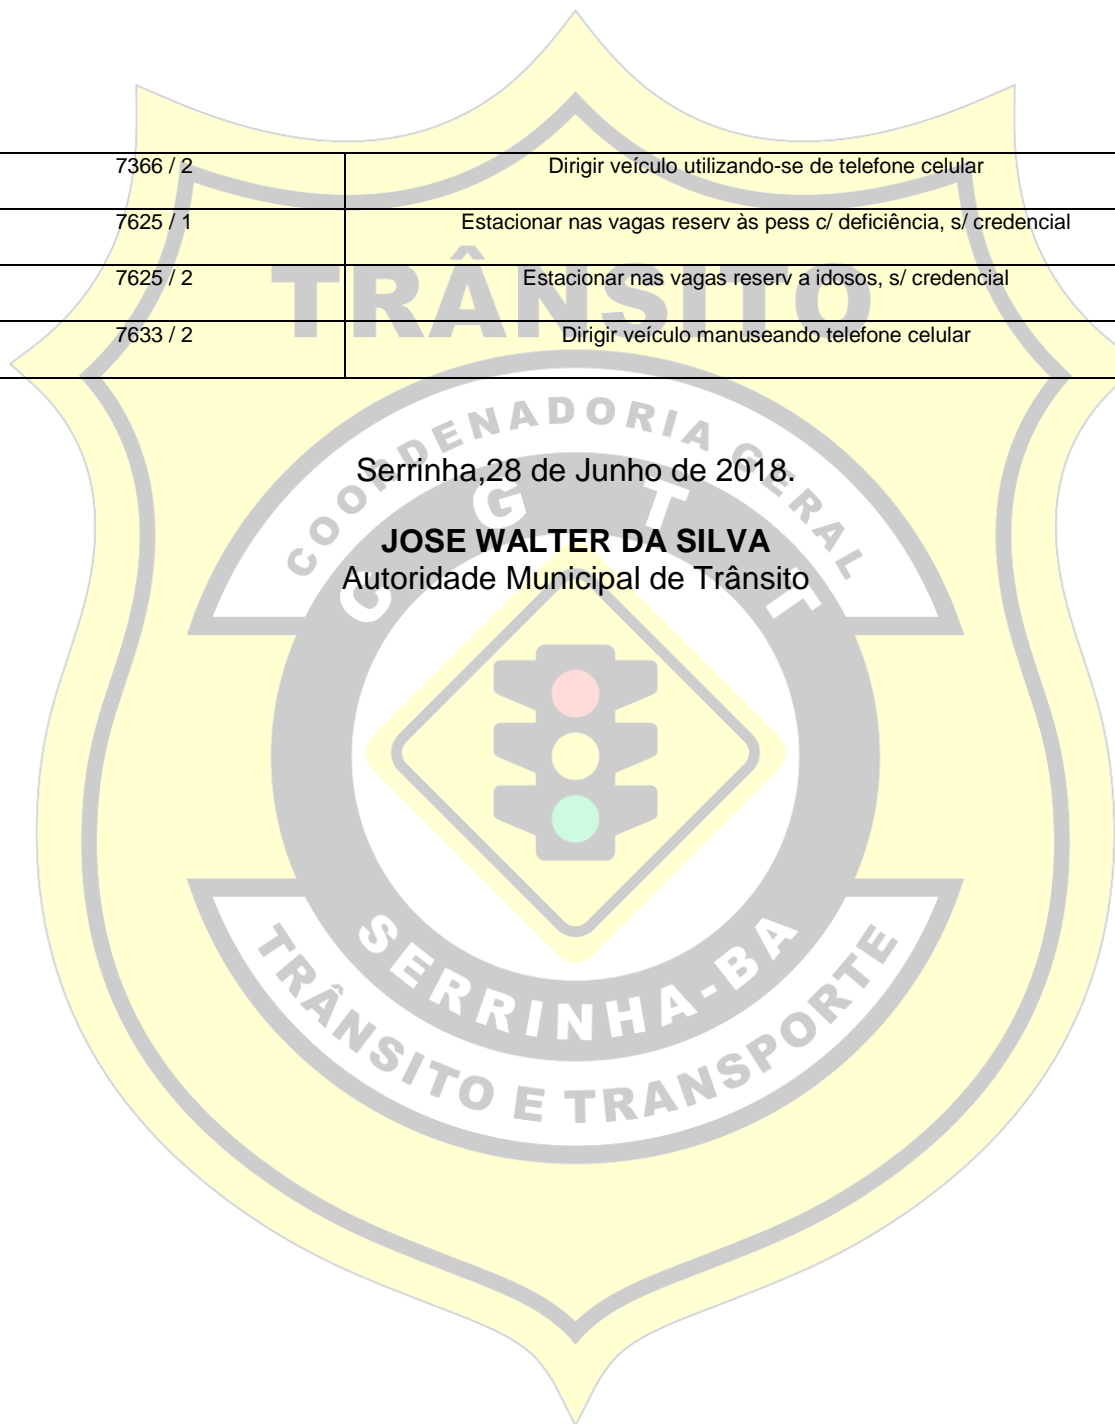 7366 / 2 Dirigir veículo utilizando-se de telefone celular
7625 / 1 Estacionar nas vagas reserv às pess c/ deficiência, s/ credencial
7625 / 2 Estacionar nas vagas reserv a idosos, s/ credencial
7633 / 2 Dirigir veículo manuseando telefone celular
TRÂNSITO
COORDENADORIA GERAL
CGTT
Serrinha,28 de Junho de 2018.
JOSE WALTER DA SILVA
Autoridade Municipal de Trânsito
SERRINHA-BA
TRÂNSITO E TRANSPORTE